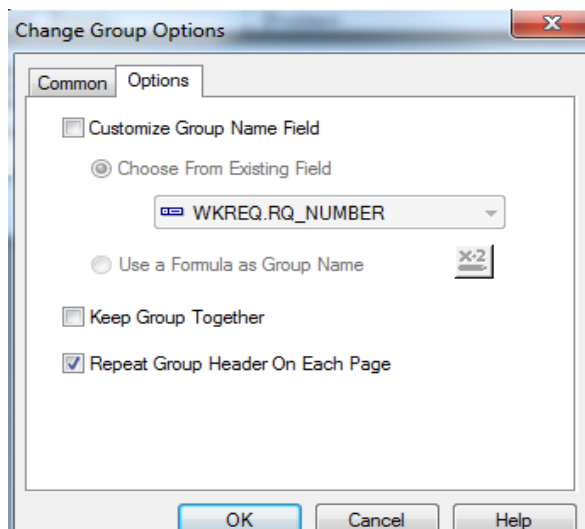 Change Group Options
Common Options
Customize Group Name Field
Choose From Existing Field
WKREQ.RQ_NUMBER
Use a Formula as Group Name
X+2
Keep Group Together
Repeat Group Header On Each Page
OK Cancel Help